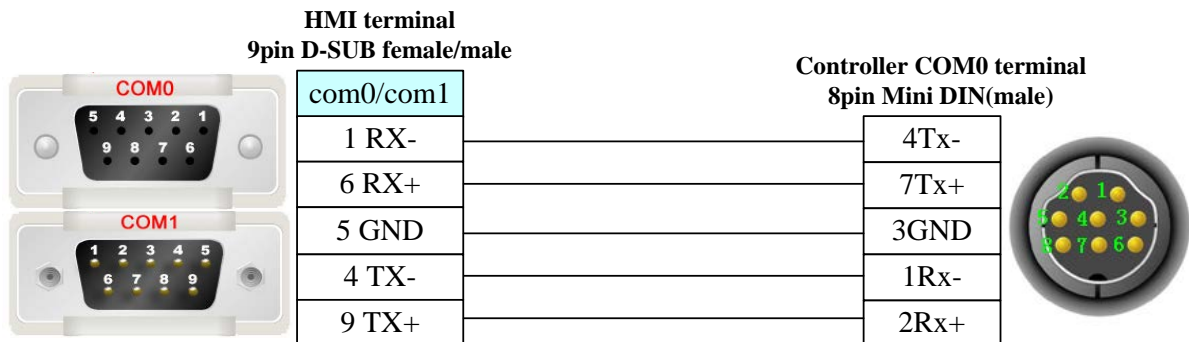 HMI terminal
9pin D-SUB female/male
Controller COM0 terminal
8pin Mini DIN(male)
COM0
5 4 3 2 1
9 8 7 6
COM1
1 2 3 4 5
6 7 8 9
com0/com1
1 RX-
4Tx-
6 RX+
7Tx+
5 GND
3GND
4 TX-
1Rx-
9 TX+
2Rx+
2 1
5 4 3
8 7 6